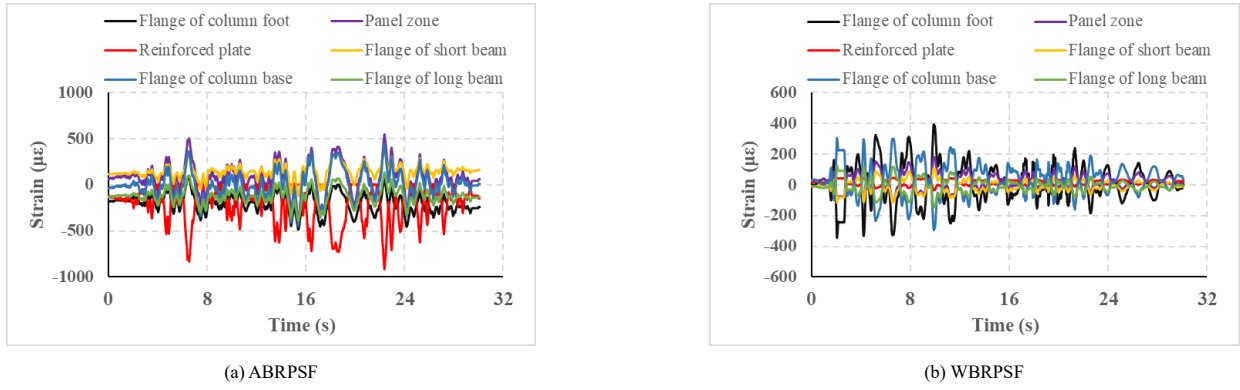 Flange of column foot Panel zone
Reinforced plate Flange of short beam
Flange of column base Flange of long beam
1000
500
0
-500
-1000
Strain (με)
0 8 16 24 32
Time (s)
(a) ABRPSF
Flange of column foot Panel zone
Reinforced plate Flange of short beam
Flange of column base Flange of long beam
600
400
200
0
-200
-400
-600
Strain (με)
0 8 16 24 32
Time (s)
(b) WBRPSF